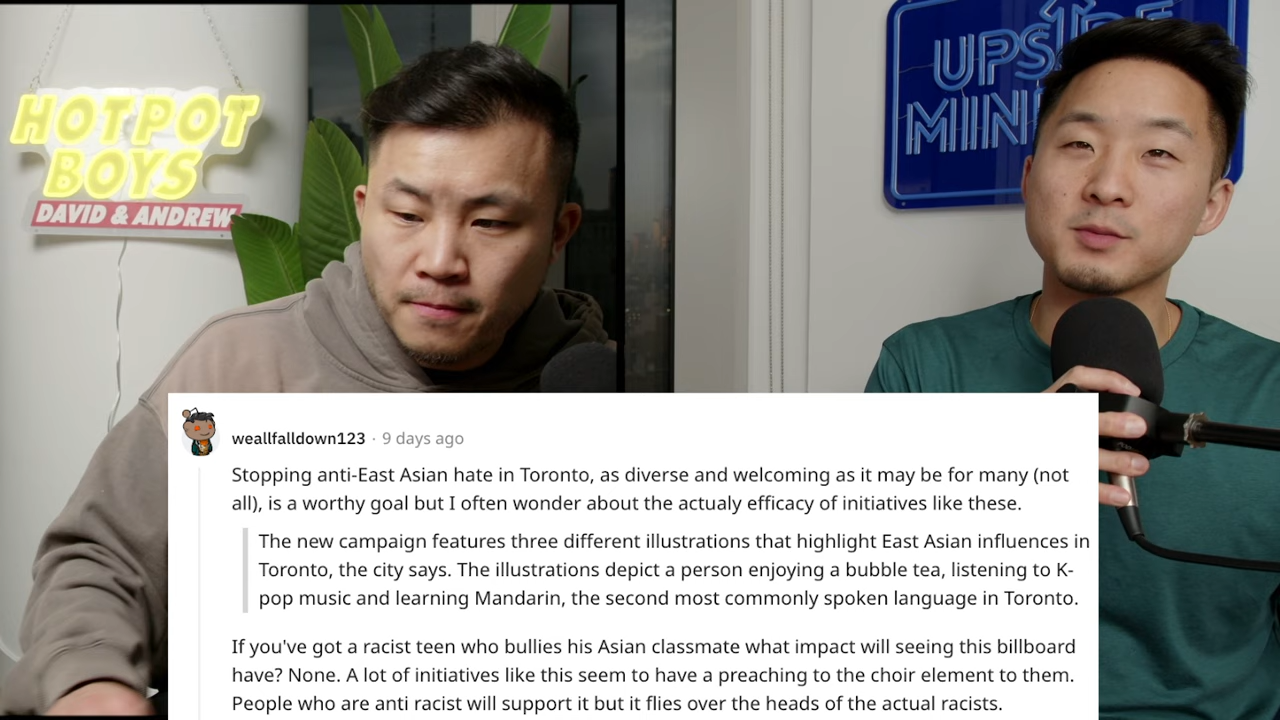 HOTPOT
BOYS
DAVID & ANDREW
weallfalldown123 · 9 days ago
Stopping anti-East Asian hate in Toronto, as diverse and welcoming as it may be for many (not
all), is a worthy goal but I often wonder about the actualy efficacy of initiatives like these.
The new campaign features three different illustrations that highlight East Asian influences in
Toronto, the city says. The illustrations depict a person enjoying a bubble tea, listening to K-
pop music and learning Mandarin, the second most commonly spoken language in Toronto.
If you've got a racist teen who bullies his Asian classmate what impact will seeing this billboard
have? None. A lot of initiatives like this seem to have a preaching to the choir element to them.
People who are anti racist will support it but it flies over the heads of the actual racists.